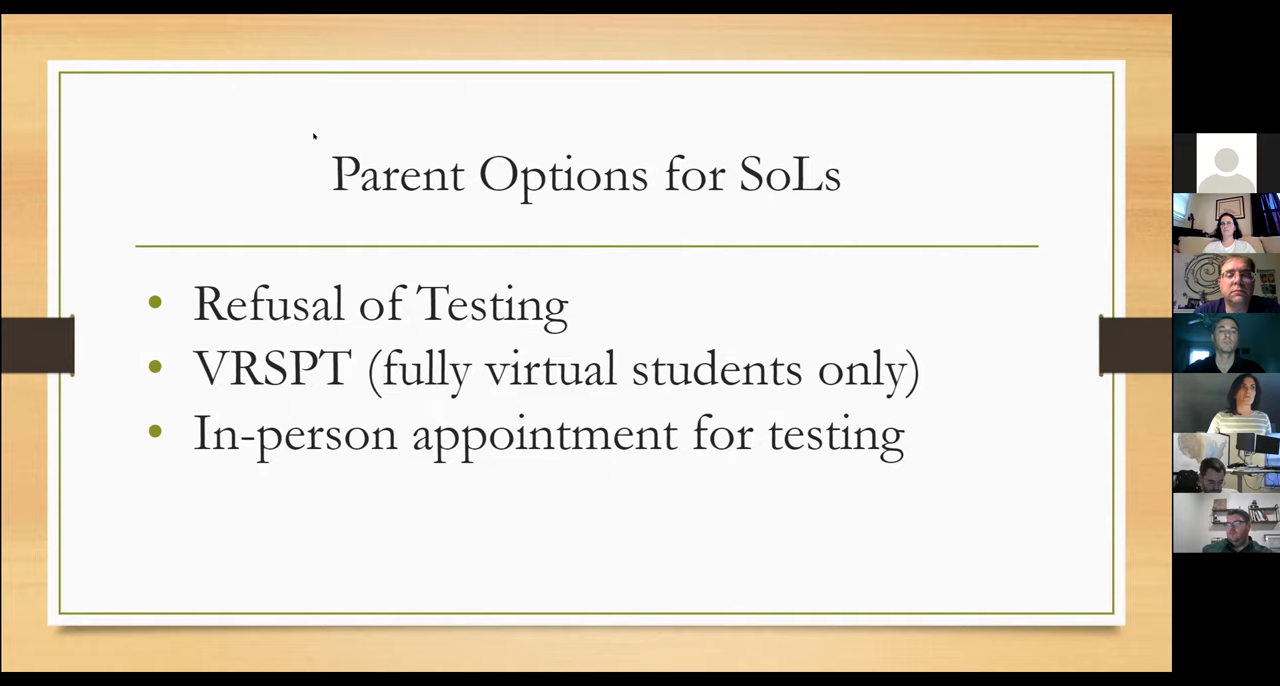 Parent Options for SoLs
• Refusal of Testing
• VRSPT (fully virtual students only)
• In-person appointment for testing